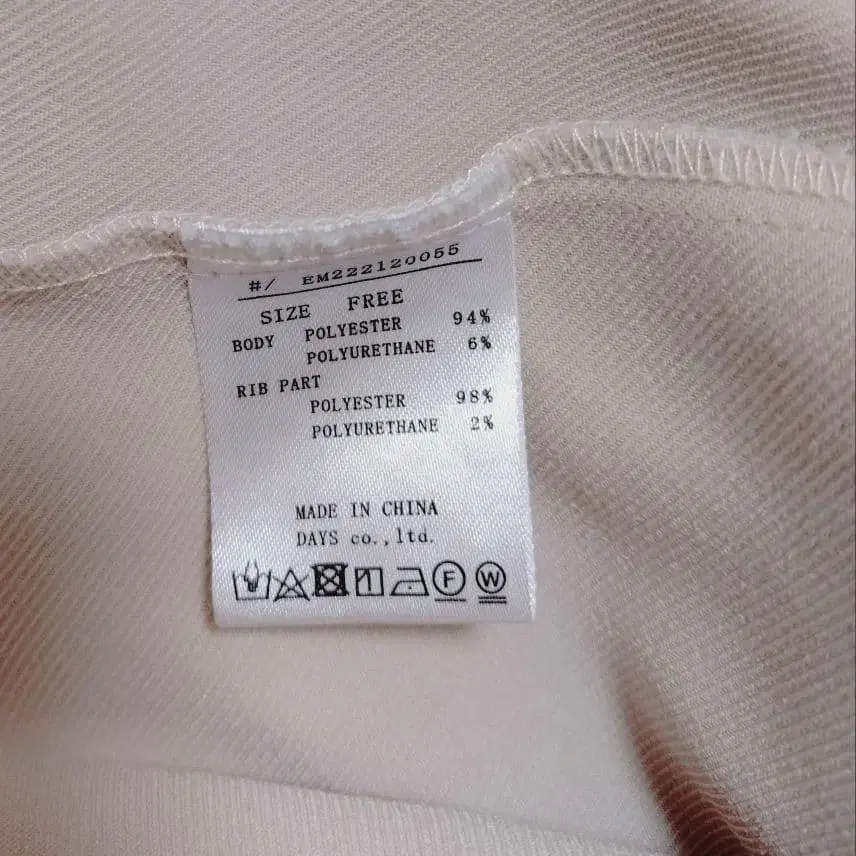 #/ EM222120055
SIZE FREE
BODY POLYESTER 94%
POLYURETHANE 6%
RIB PART
POLYESTER 98%
POLYURETHANE 2%
MADE IN CHINA
DAYS co.,ltd.
F W